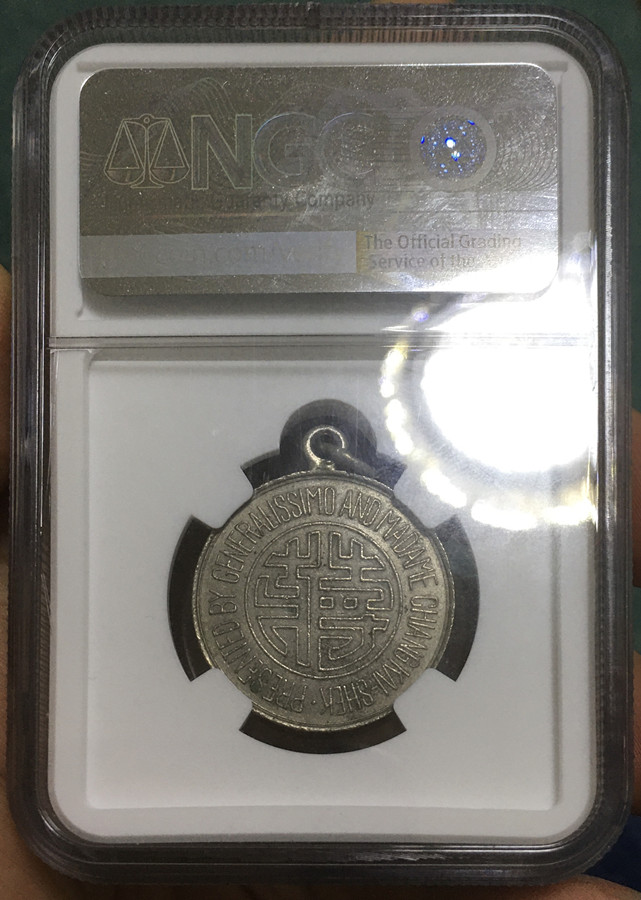 NGC
Guaranty Company
The Official Grading
Service of the
PRESENTED BY GENERALISSIMO AND MADAME CHIANG KAI-SHEK ·